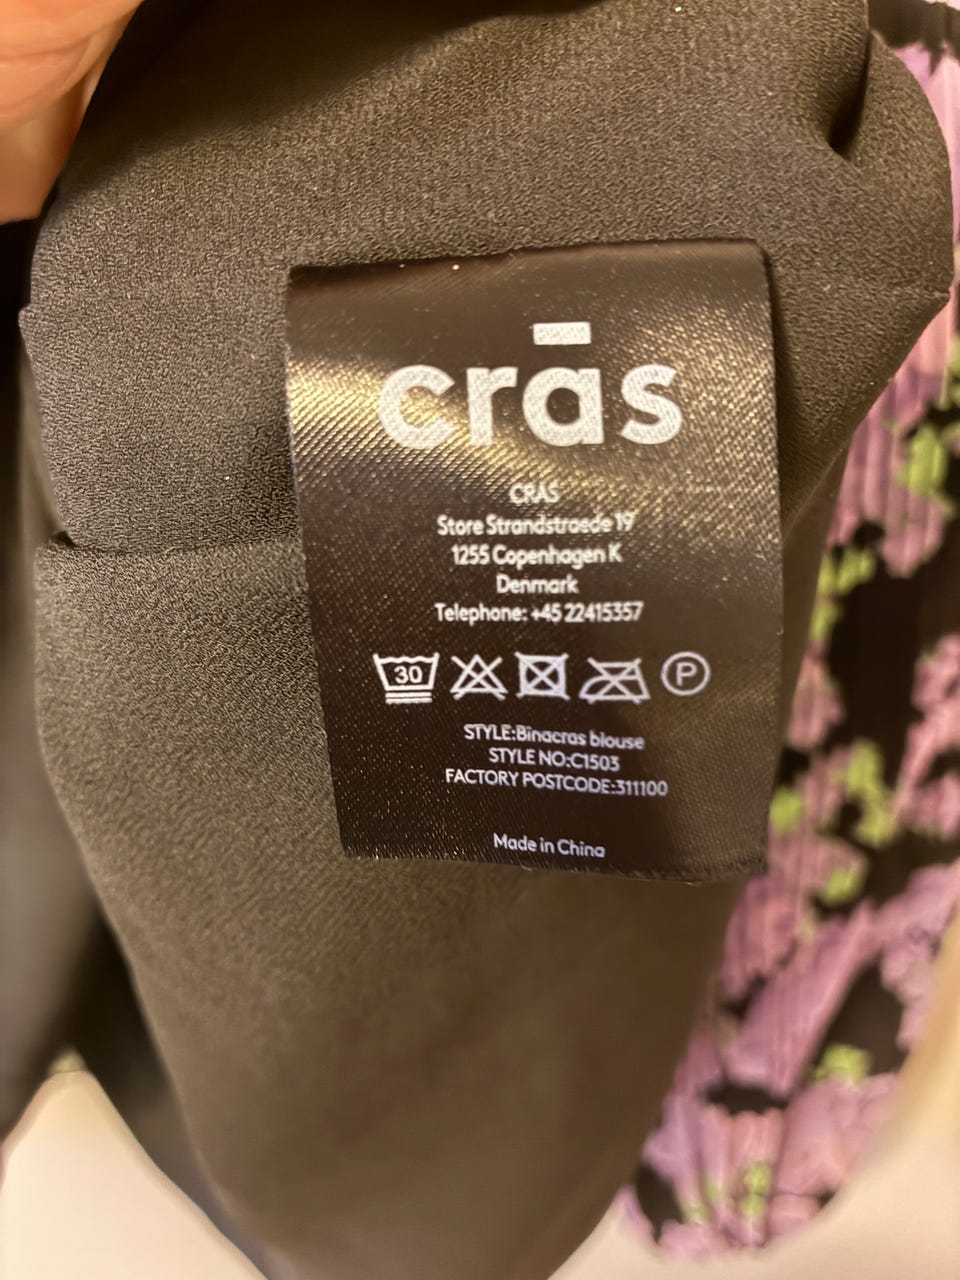 crās
CRAS
Store Strandstraede 19
1255 Copenhagen K
Denmark
Telephone: +45 22415357
30 P
STYLE:Binacras blouse
STYLE NO:C1503
FACTORY POSTCODE:311100
Made in China